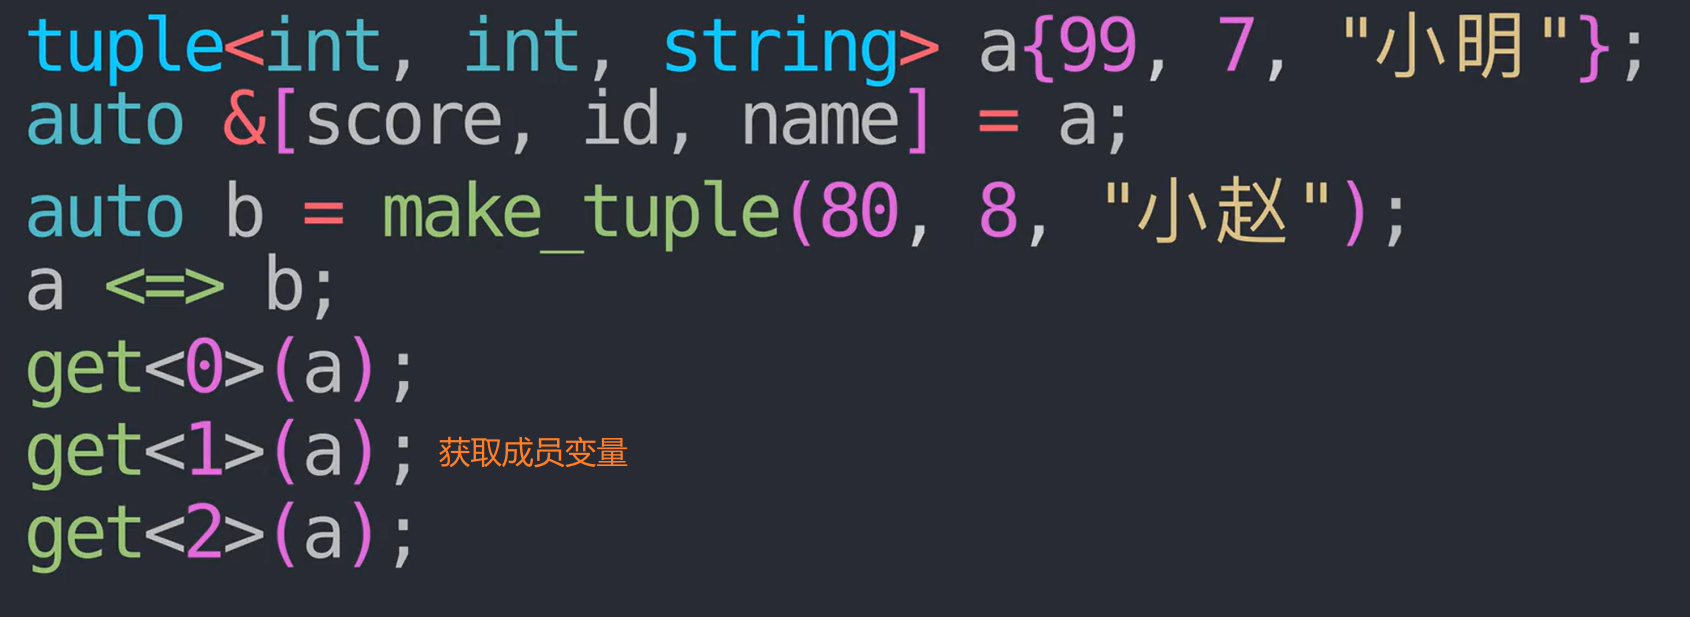 tuple<int, int, string> a{99, 7, "小明"};
auto &[score, id, name] = a;
auto b = make_tuple(80, 8, "小赵");
a <=> b;
get<0>(a);
get<1>(a); 获取成员变量
get<2>(a);